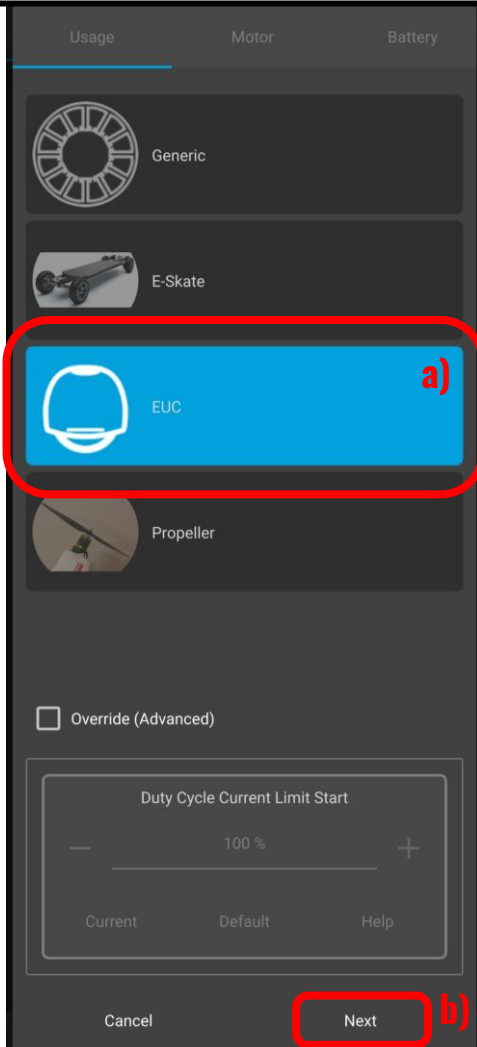 Usage Motor Battery
Generic
E-Skate
a)
EUC
Propeller
Override (Advanced)
Duty Cycle Current Limit Start
100 %
Current Default Help
Cancel Next b)